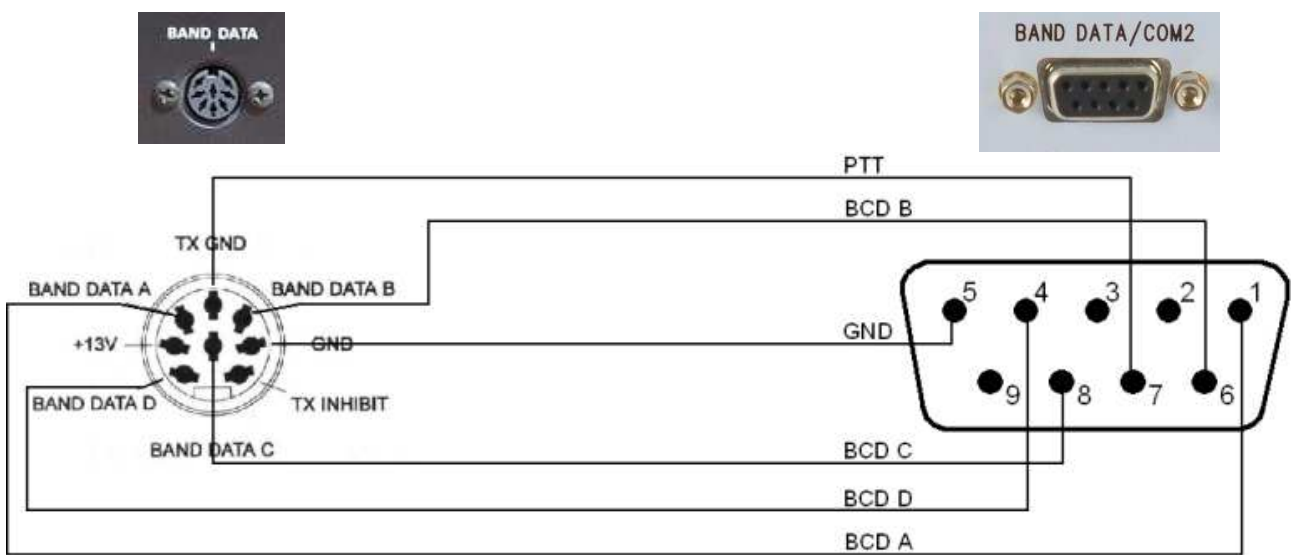 BAND DATA
BAND DATA/COM2
PTT
BCD B
TX GND
BAND DATA A
BAND DATA B
+13V
GND
GND
BAND DATA D
TX INHIBIT
BAND DATA C
5 4 3 2 1
9 8 7 6
BCD C
BCD D
BCD A